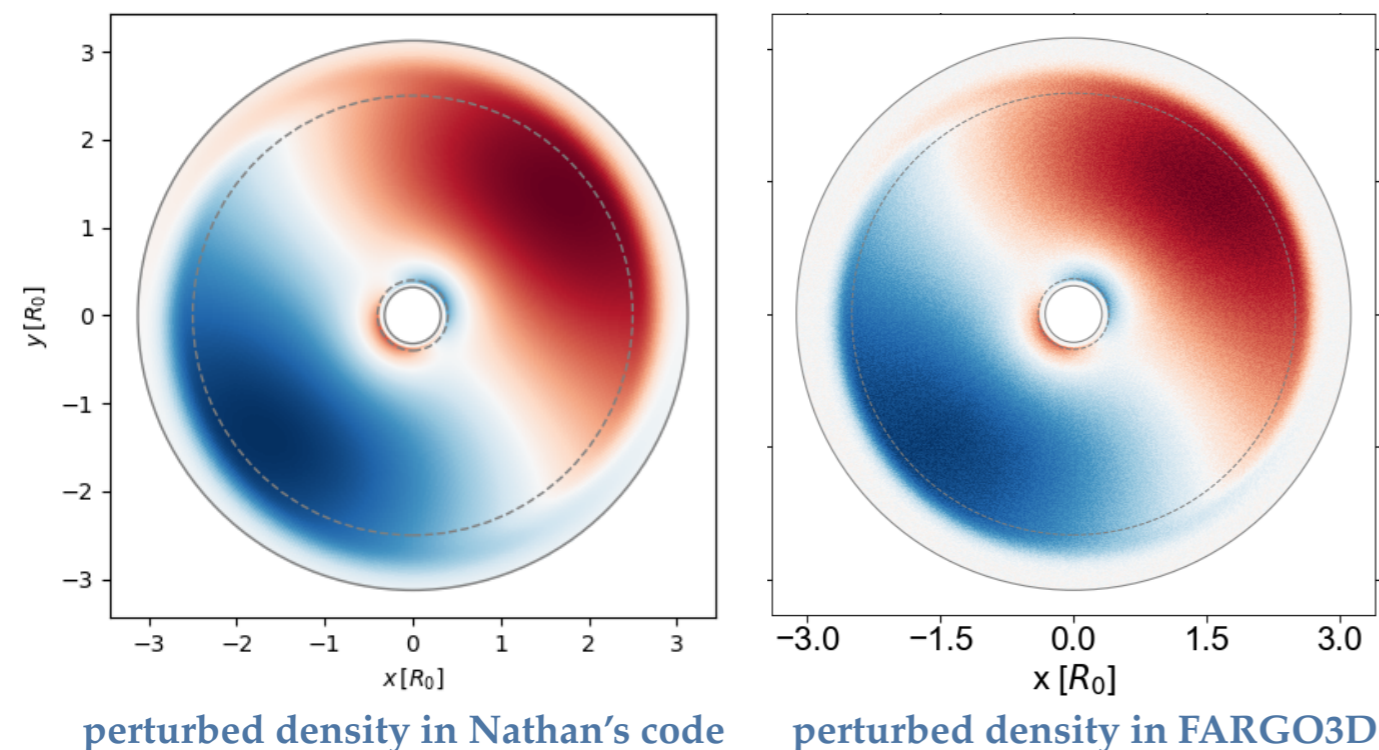 3
2
1
0
−1
−2
−3
y [R₀]
−3 −2 −1 0 1 2 3
x [R₀]
−3.0 −1.5 0.0 1.5 3.0
x [R₀]
perturbed density in Nathan’s code
perturbed density in FARGO3D